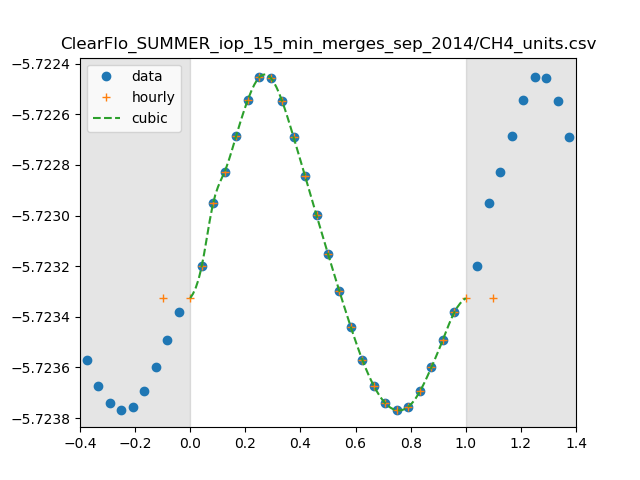 ClearFlo_SUMMER_iop_15_min_merges_sep_2014/CH4_units.csv
data
hourly
cubic
−5.7224
−5.7226
−5.7228
−5.7230
−5.7232
−5.7234
−5.7236
−5.7238
−0.4 −0.2 0.0 0.2 0.4 0.6 0.8 1.0 1.2 1.4